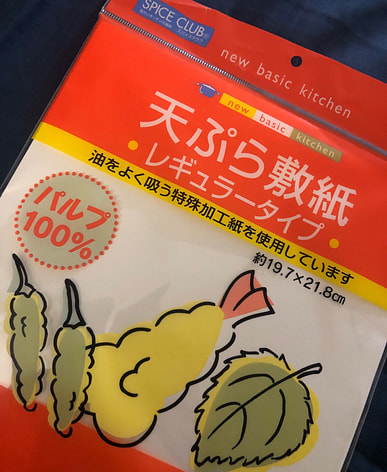 SPICE CLUB®
new basic kitchen
new basic kitchen
天ぷら敷紙
・レギュラータイプ・
油をよく吸う特殊加工紙を使用しています
約19.7×21.8㎝
パルプ
100%